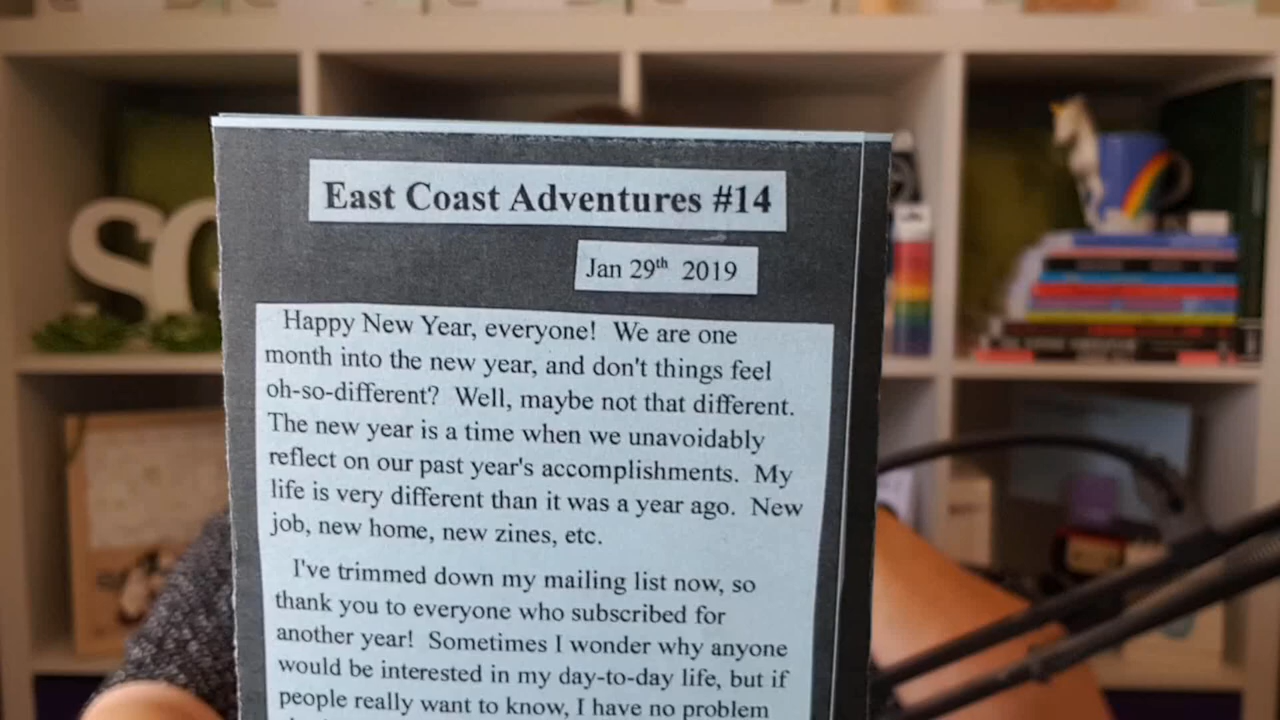 East Coast Adventures #14
Jan 29th 2019
Happy New Year, everyone! We are one
month into the new year, and don't things feel
oh-so-different? Well, maybe not that different.
The new year is a time when we unavoidably
reflect on our past year's accomplishments. My
life is very different than it was a year ago. New
job, new home, new zines, etc.
I've trimmed down my mailing list now, so
thank you to everyone who subscribed for
another year! Sometimes I wonder why anyone
would be interested in my day-to-day life, but if
people really want to know, I have no problem
SG